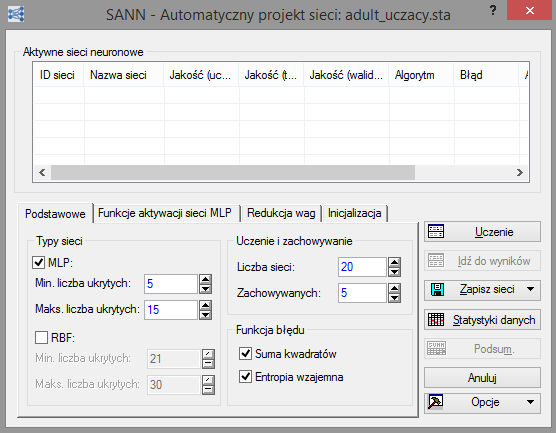 SANN - Automatyczny projekt sieci: adult_uczacy.sta
? ×
Aktywne sieci neuronowe
ID sieci Nazwa sieci Jakość (uc... Jakość (t... Jakość (walid... Algorytm Błąd A
Podstawowe Funkcje aktywacji sieci MLP Redukcja wag Inicjalizacja
Typy sieci
MLP:
Min. liczba ukrytych: 5
Maks. liczba ukrytych: 15
RBF:
Min. liczba ukrytych: 21
Maks. liczba ukrytych: 30
Uczenie i zachowywanie
Liczba sieci: 20
Zachowywanych: 5
Funkcja błędu
Suma kwadratów
Entropia wzajemna
Uczenie
Idź do wyników
Zapisz sieci
Statystyki danych
Podsum.
Anuluj
Opcje